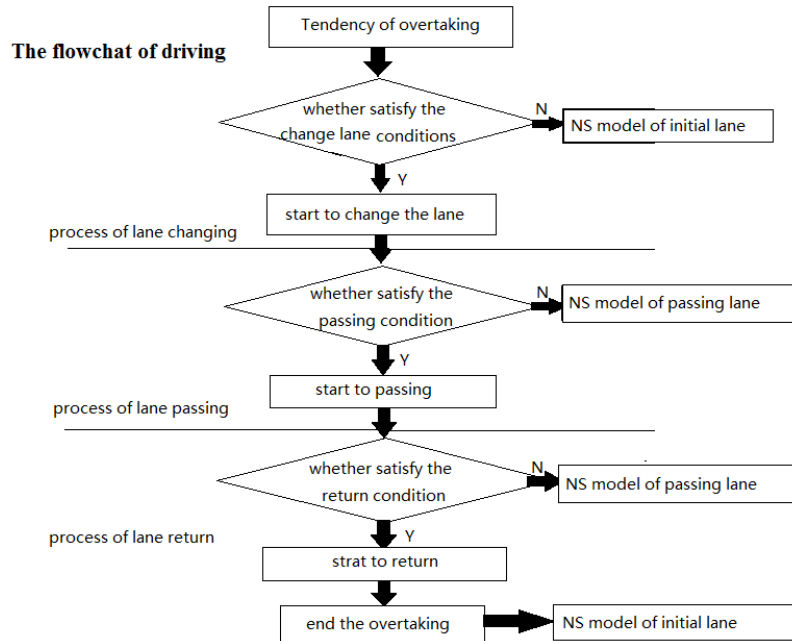 Tendency of overtaking
The flowchat of driving
whether satisfy the
change lane conditions
N
NS model of initial lane
Y
start to change the lane
process of lane changing
whether satisfy the
passing condition
N
NS model of passing lane
Y
start to passing
process of lane passing
whether satisfy the
return condition
N
NS model of passing lane
Y
process of lane return
strat to return
end the overtaking
NS model of initial lane